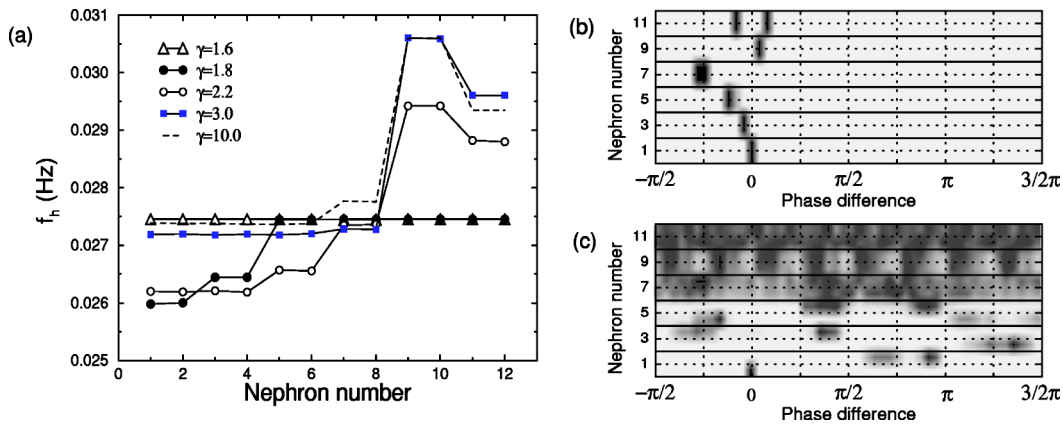 (a)
0.031
0.030
0.029
0.028
0.027
0.026
0.025
f_h (Hz)
γ=1.6
γ=1.8
γ=2.2
γ=3.0
γ=10.0
0 2 4 6 8 10 12
Nephron number
(b)
Nephron number
11
9
7
5
3
1
−π/2 0 π/2 π 3/2π
Phase difference
(c)
Nephron number
11
9
7
5
3
1
−π/2 0 π/2 π 3/2π
Phase difference